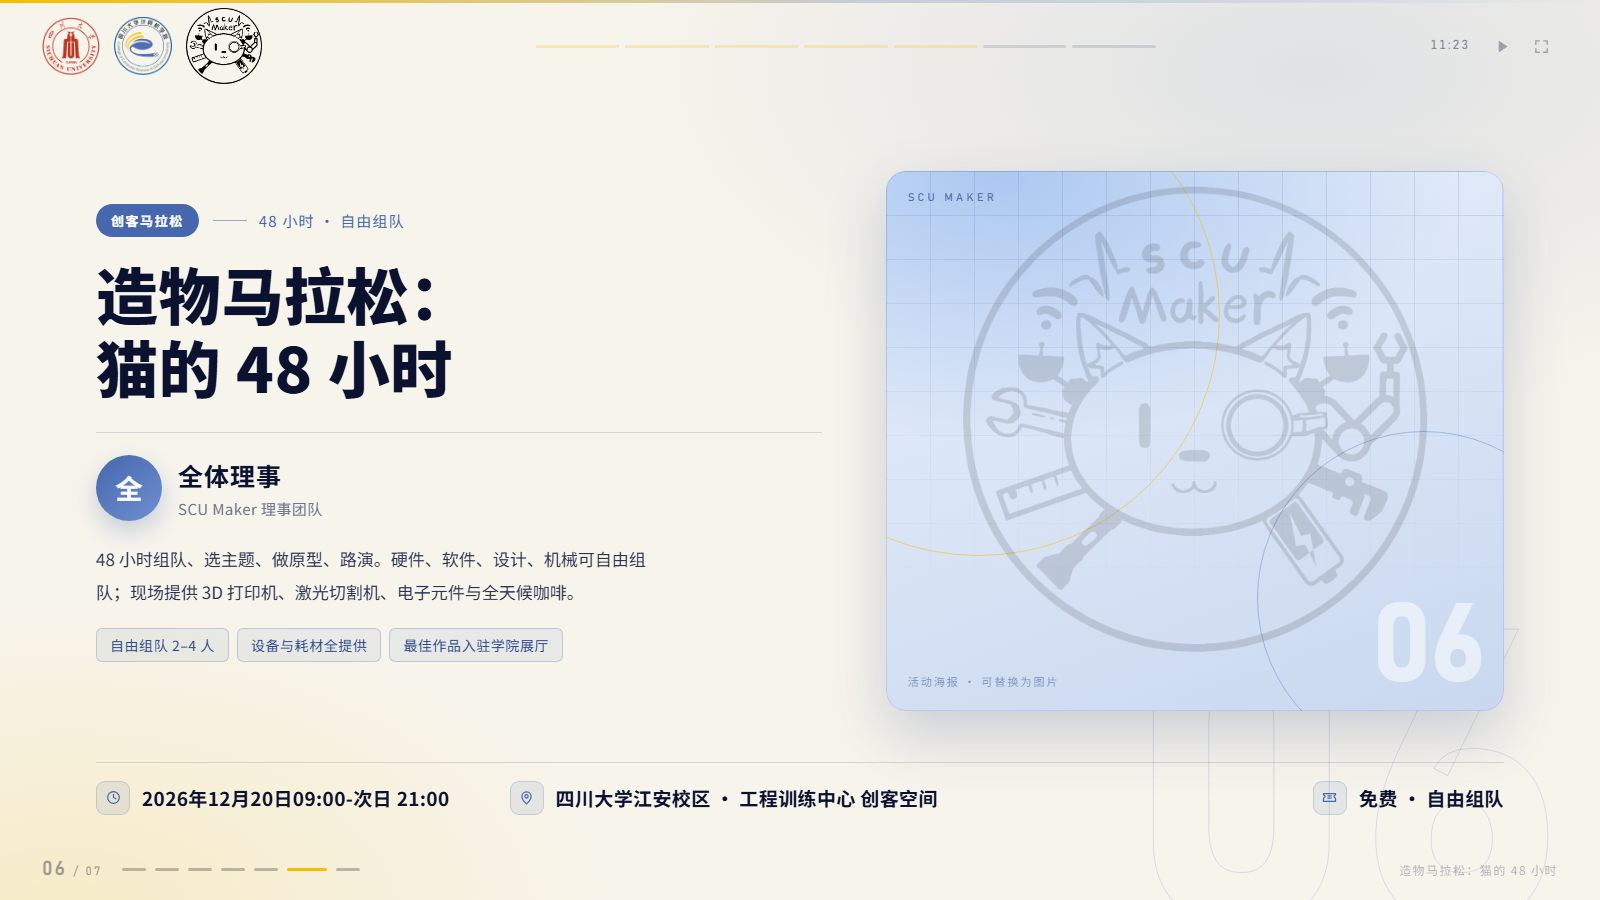 SICHUAN UNIVERSITY
SCU
Maker
11:23
创客马拉松
48 小时 · 自由组队
造物马拉松：
猫的 48 小时
全
全体理事
SCU Maker 理事团队
48 小时组队、选主题、做原型、路演。硬件、软件、设计、机械可自由组
队；现场提供 3D 打印机、激光切割机、电子元件与全天候咖啡。
自由组队 2–4 人
设备与耗材全提供
最佳作品入驻学院展厅
SCU MAKER
scu
Maker
06
活动海报 · 可替换为图片
2026年12月20日09:00-次日 21:00
四川大学江安校区 · 工程训练中心 创客空间
免费 · 自由组队
06 / 07
06
造物马拉松：猫的 48 小时